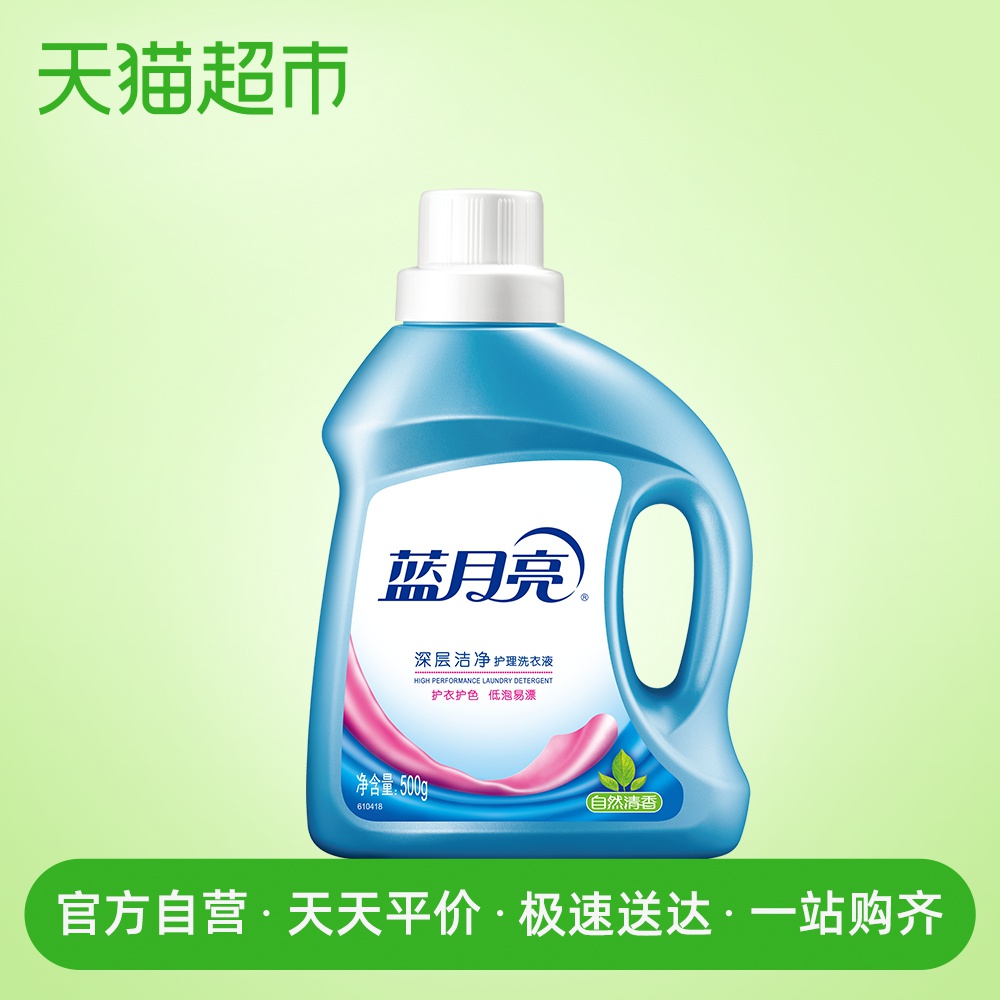 天猫超市
蓝月亮®
深层洁净护理洗衣液
HIGH PERFORMANCE LAUNDRY DETERGENT
护衣护色 低泡易漂
净含量:500g
610418
自然清香
官方自营·天天平价·极速送达·一站购齐